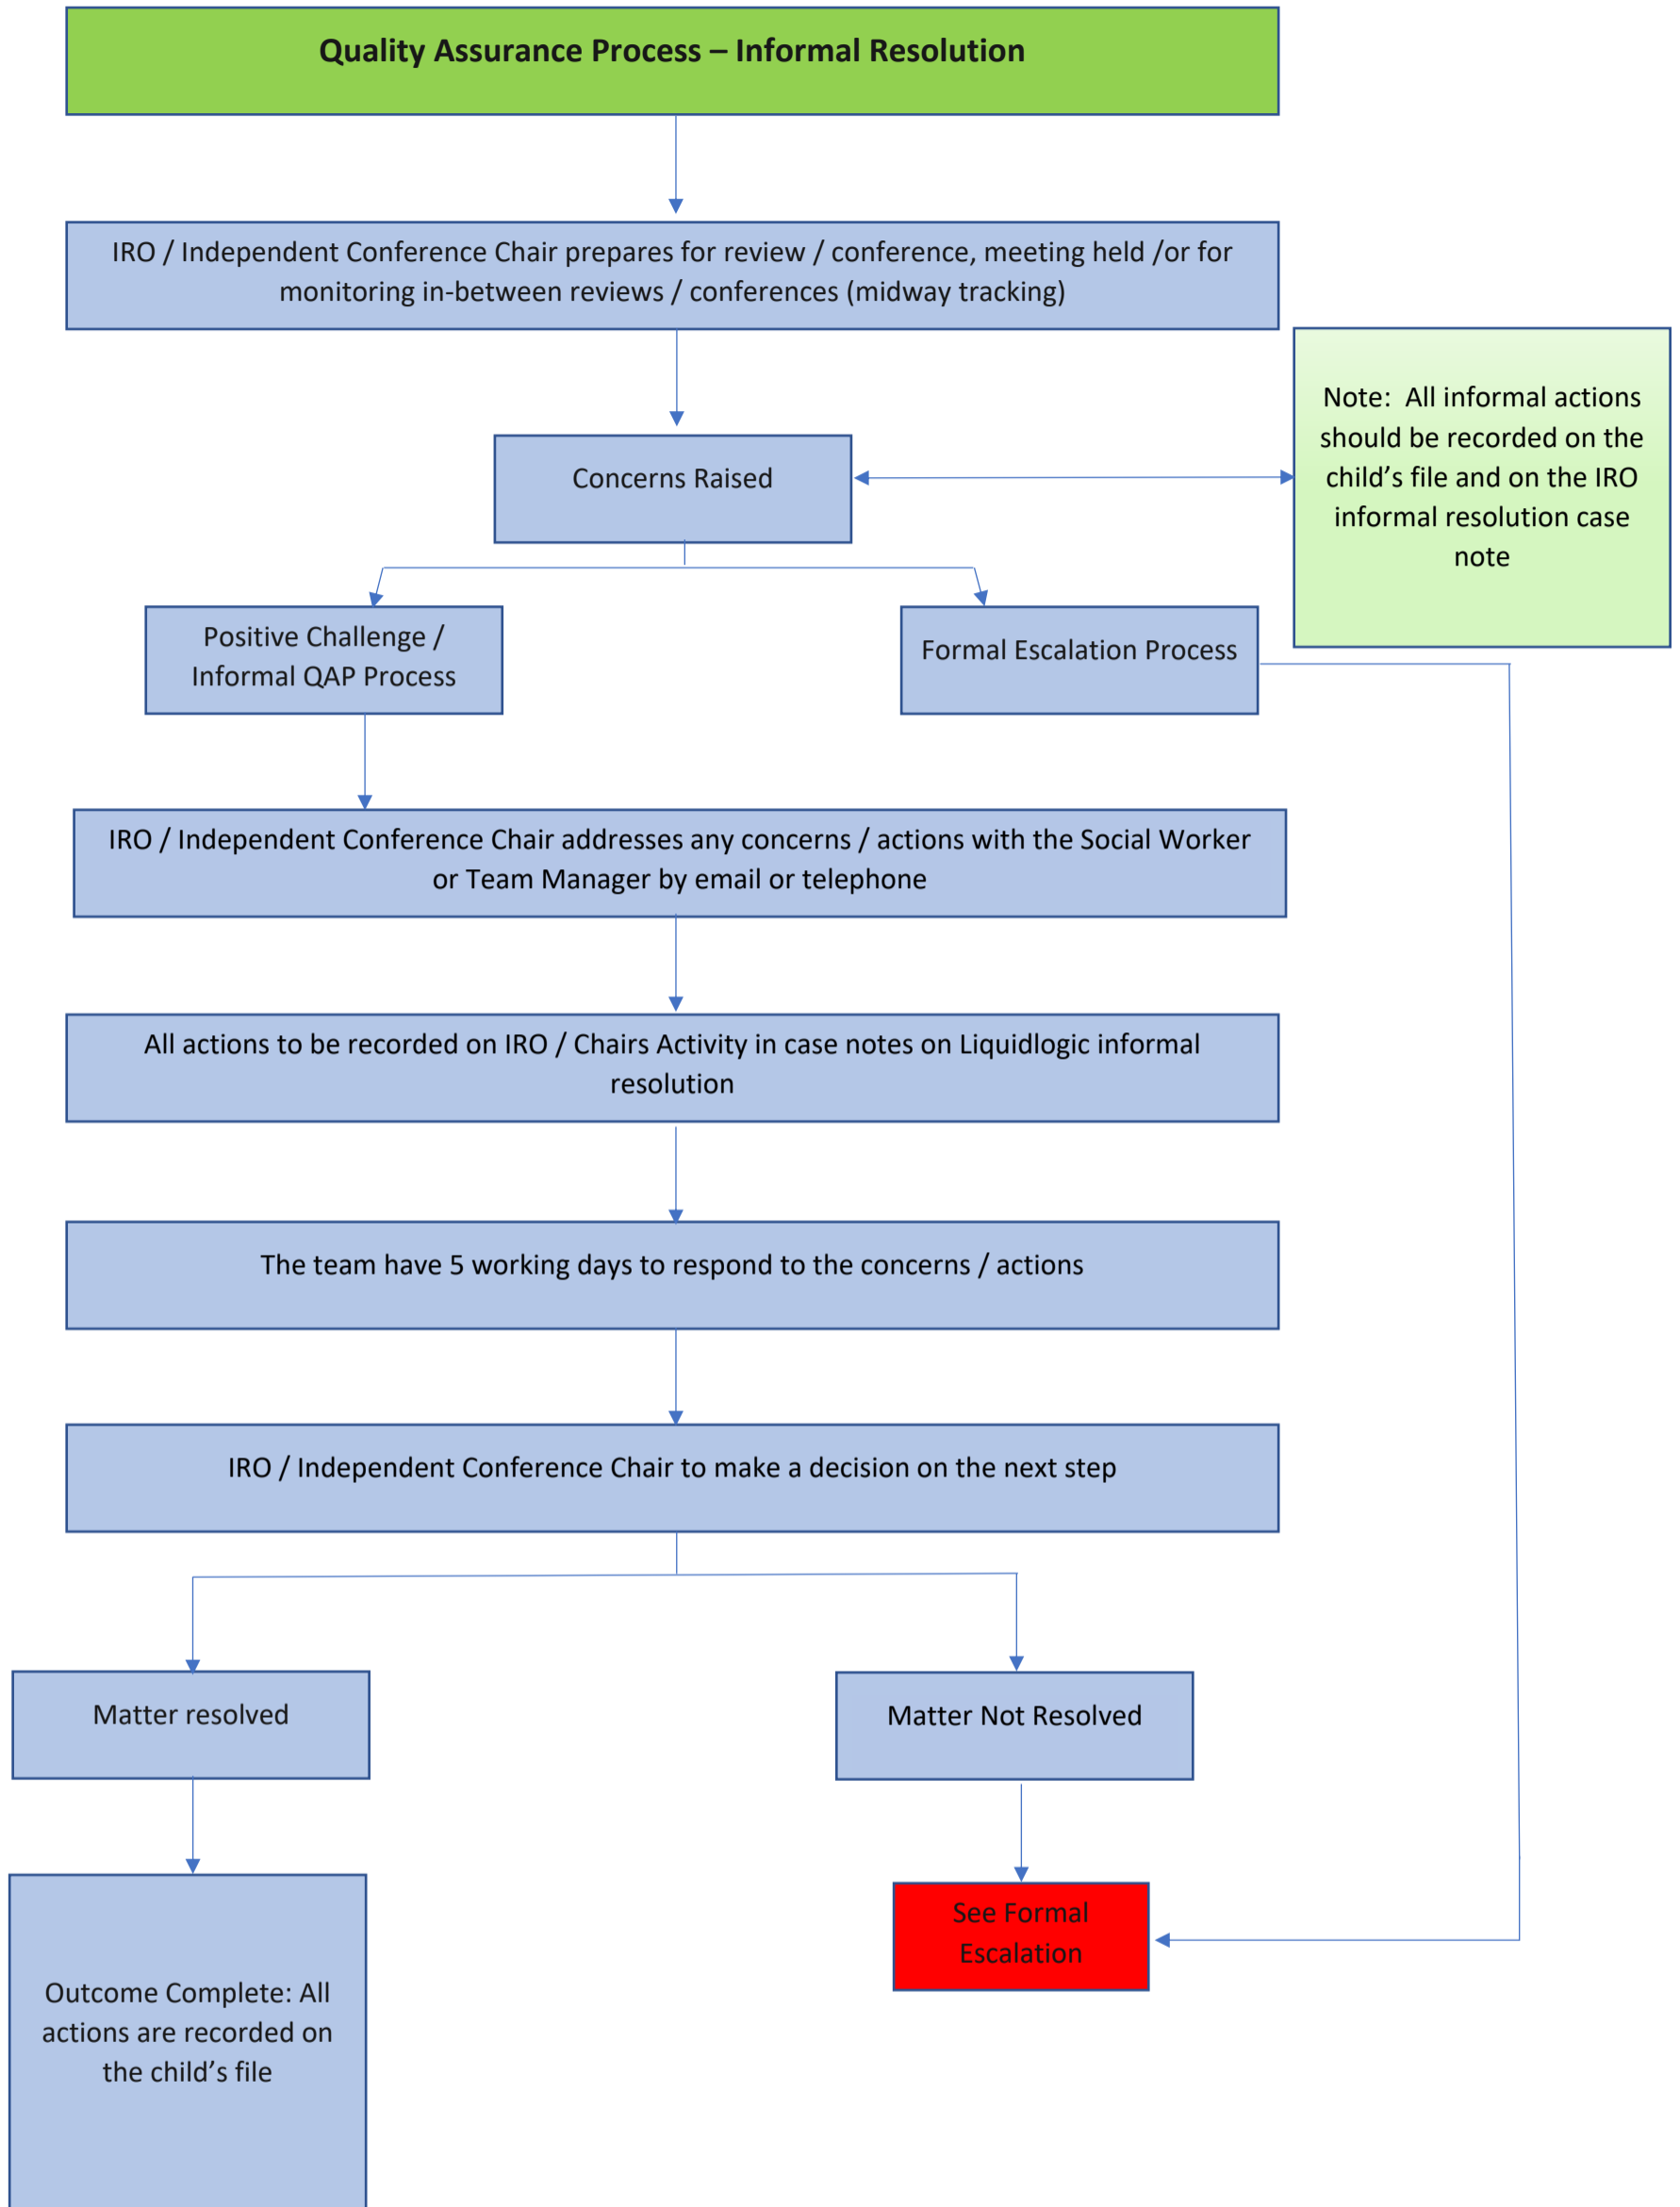 Quality Assurance Process – Informal Resolution
IRO / Independent Conference Chair prepares for review / conference, meeting held /or for
monitoring in-between reviews / conferences (midway tracking)
Note:  All informal actions
should be recorded on the
child’s file and on the IRO
informal resolution case
note
Concerns Raised
Positive Challenge /
Informal QAP Process
Formal Escalation Process
IRO / Independent Conference Chair addresses any concerns / actions with the Social Worker
or Team Manager by email or telephone
All actions to be recorded on IRO / Chairs Activity in case notes on Liquidlogic informal
resolution
The team have 5 working days to respond to the concerns / actions
IRO / Independent Conference Chair to make a decision on the next step
Matter resolved
Matter Not Resolved
See Formal
Escalation
Outcome Complete: All
actions are recorded on
the child’s file